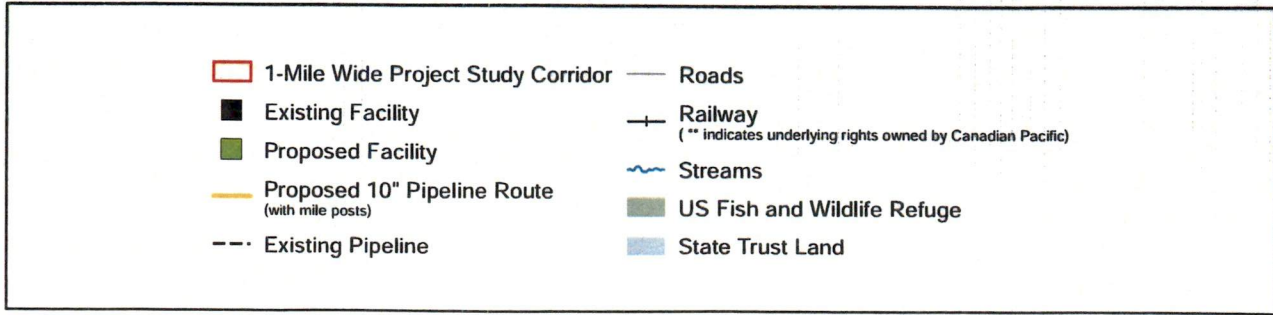 1-Mile Wide Project Study Corridor
Existing Facility
Proposed Facility
Proposed 10" Pipeline Route
(with mile posts)
Existing Pipeline
Roads
Railway
( ** indicates underlying rights owned by Canadian Pacific)
Streams
US Fish and Wildlife Refuge
State Trust Land